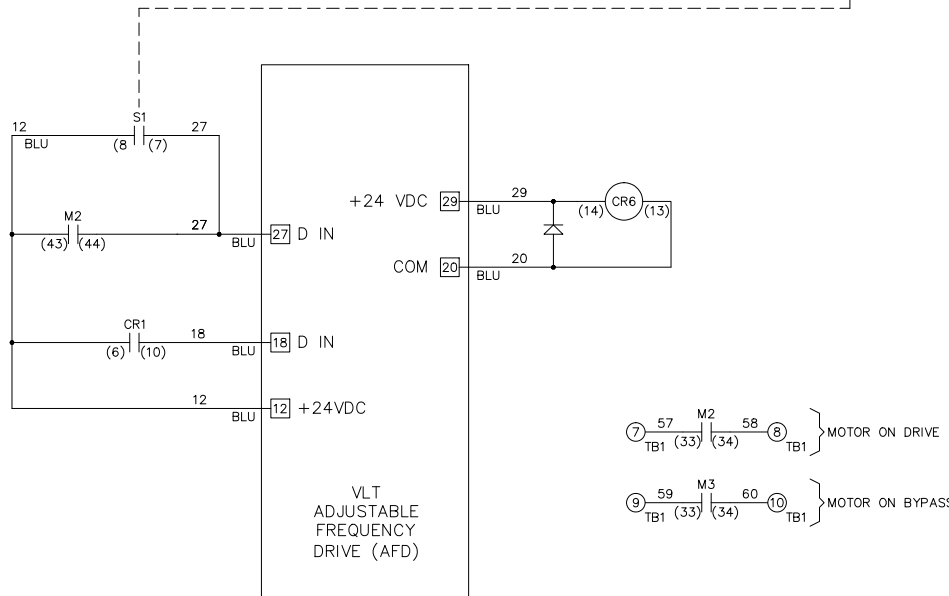 S1
12
27
BLU
(8
(7)
M2
27
(43)
(44)
BLU
27
D IN
+24 VDC
29
29
BLU
(14)
CR6
(13)
COM
20
20
BLU
CR1
18
(6)
(10)
BLU
18
D IN
12
BLU
12
+24VDC
7
57
M2
58
8
TB1
(33)
(34)
TB1
MOTOR ON DRIVE
9
59
M3
60
10
TB1
(33)
(34)
TB1
MOTOR ON BYPASS
VLT
ADJUSTABLE
FREQUENCY
DRIVE (AFD)